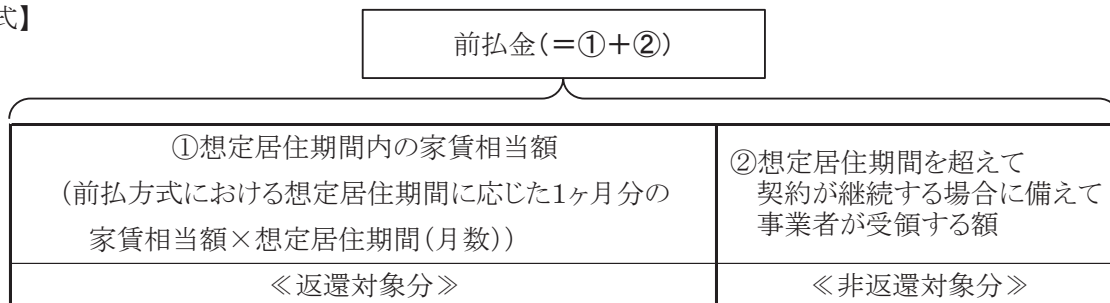 式】
前払金(=①+②)
①想定居住期間内の家賃相当額
(前払方式における想定居住期間に応じた1ヶ月分の
家賃相当額×想定居住期間(月数))
②想定居住期間を超えて
契約が継続する場合に備えて
事業者が受領する額
≪返還対象分≫
≪非返還対象分≫